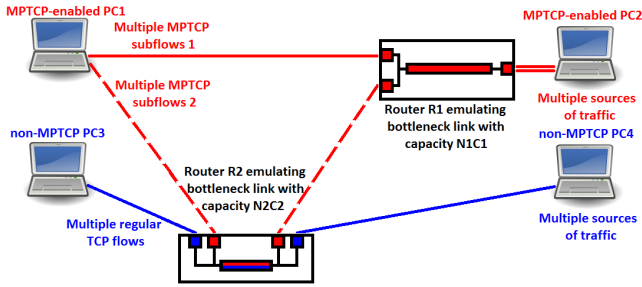 MPTCP-enabled PC1
MPTCP-enabled PC2
Multiple MPTCP
subflows 1
Multiple MPTCP
subflows 2
Multiple sources
of traffic
Router R1 emulating
bottleneck link with
capacity N1C1
non-MPTCP PC3
non-MPTCP PC4
Router R2 emulating
bottleneck link with
capacity N2C2
Multiple regular
TCP flows
Multiple sources
of traffic